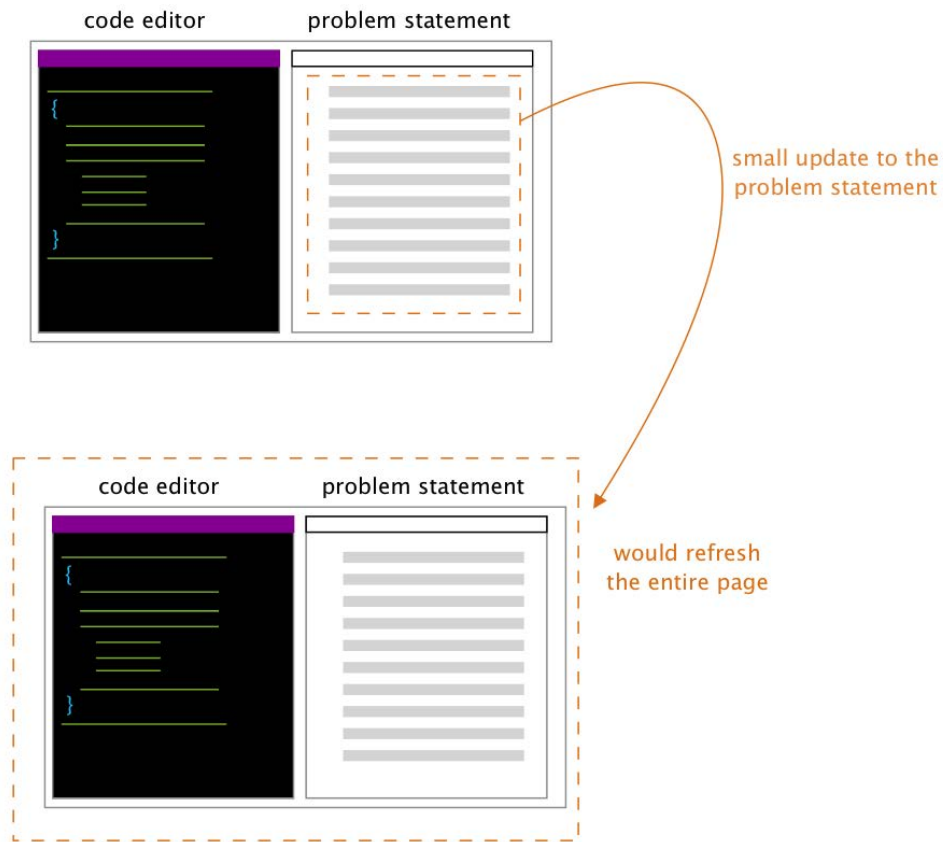 code editor
problem statement
{
}
small update to the
problem statement
code editor
problem statement
{
}
would refresh
the entire page